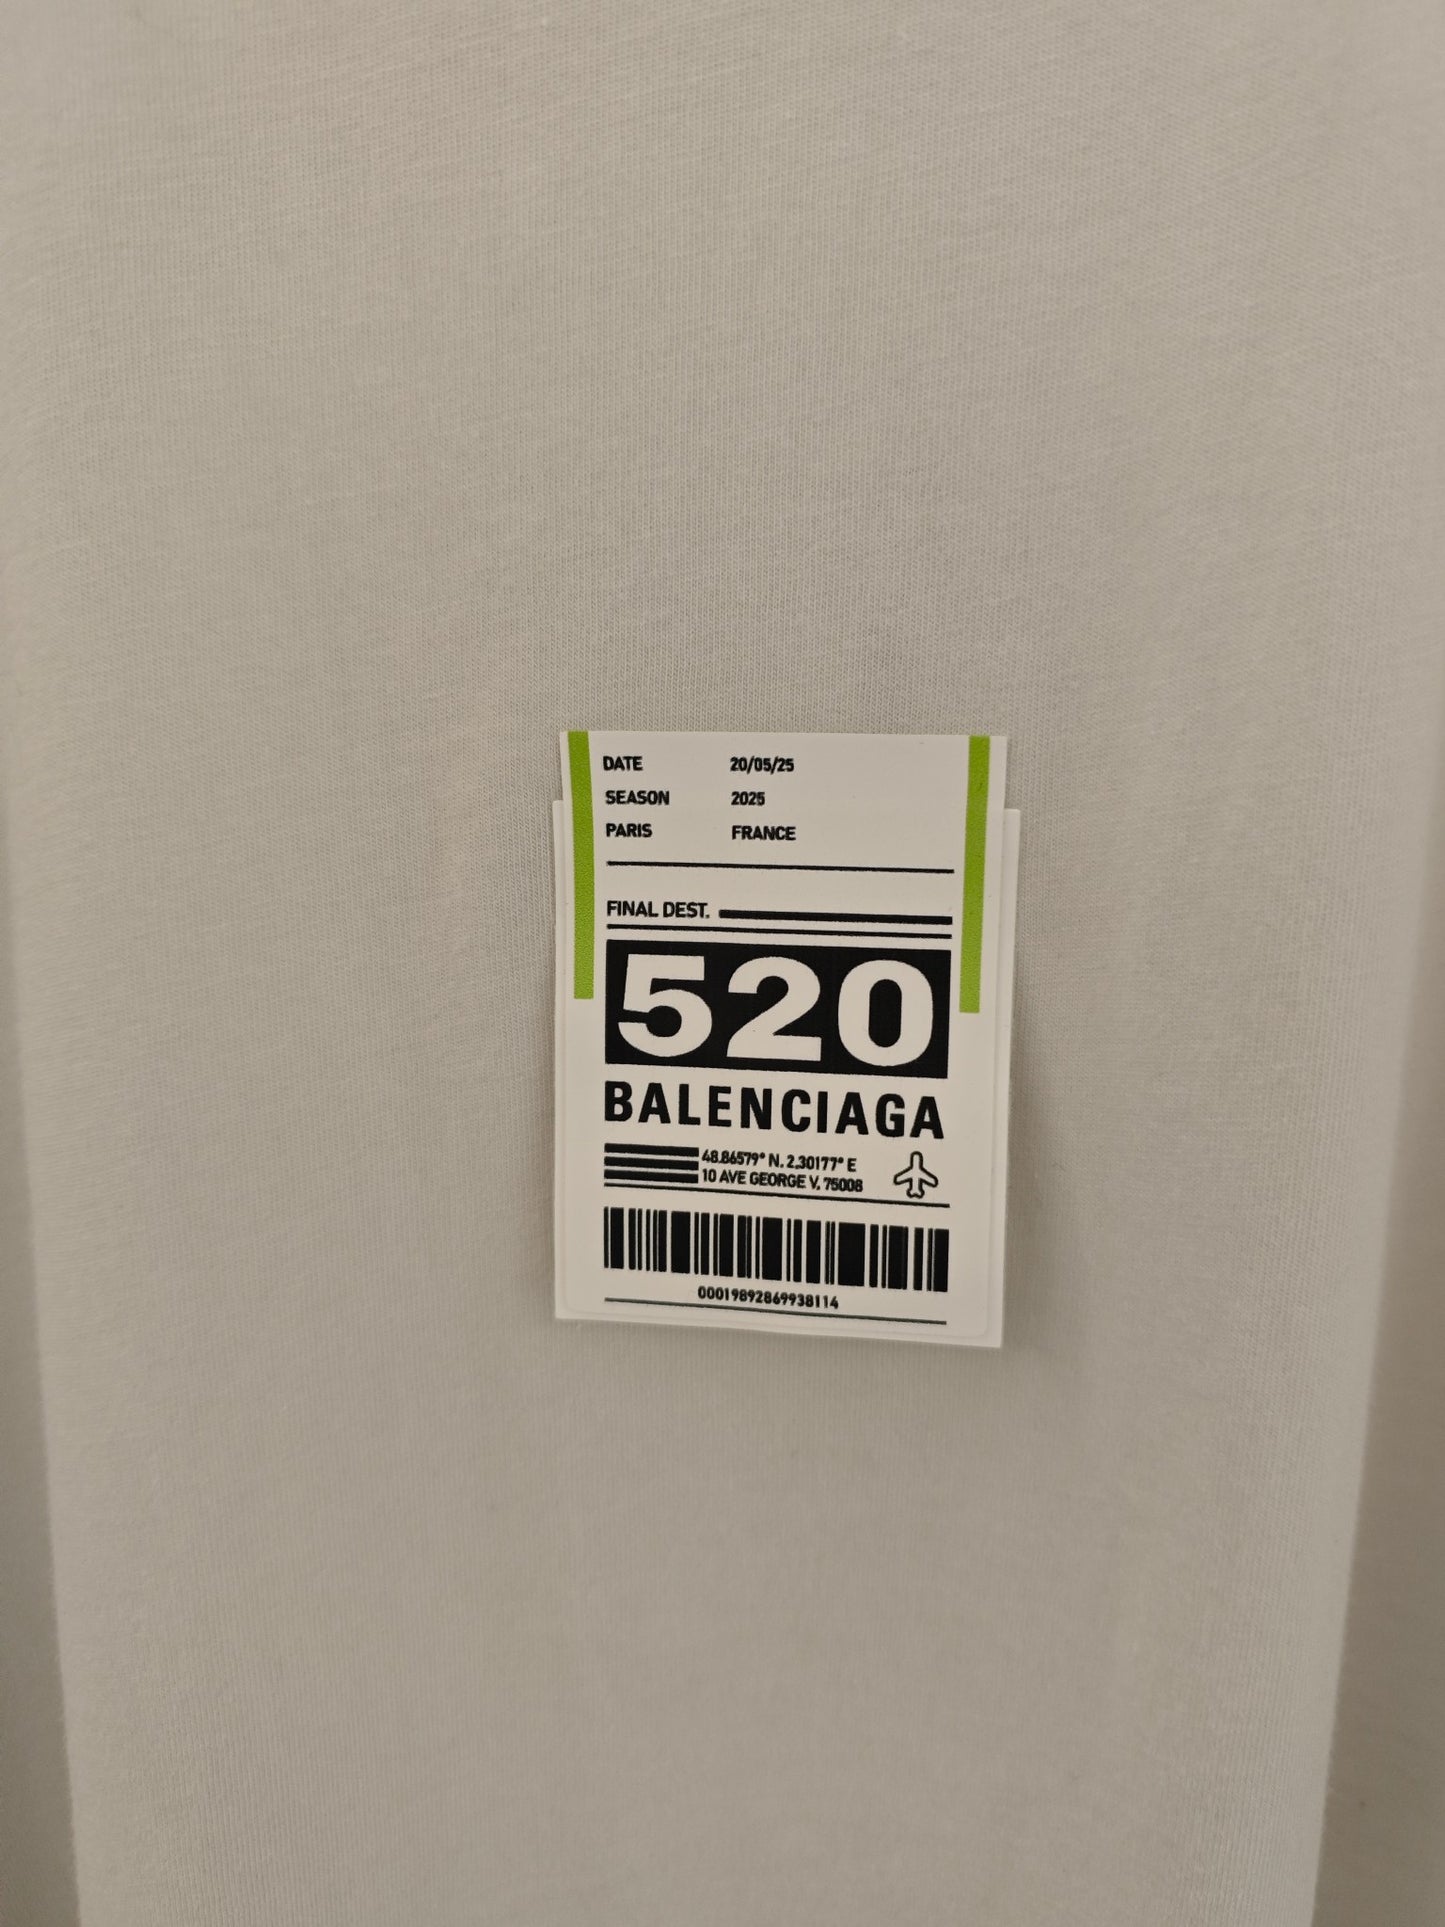 DATE 20/05/25
SEASON 2025
PARIS FRANCE
FINAL DEST.
520
BALENCIAGA
48.86579° N. 2.30177° E
10 AVE GEORGE V. 75008
00019892869938114